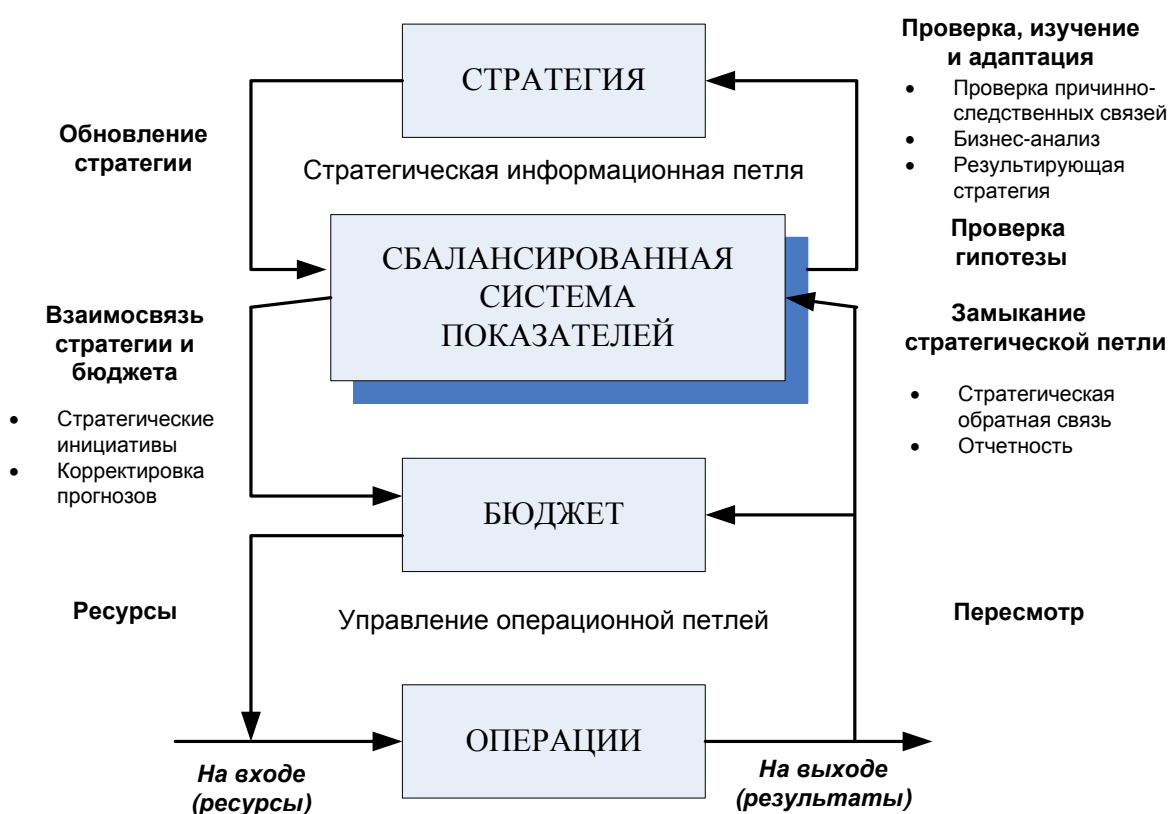 СТРАТЕГИЯ
Проверка, изучение
и адаптация
• Проверка причинно-
следственных связей
• Бизнес-анализ
• Результирующая
стратегия
Обновление
стратегии
Стратегическая информационная петля
Проверка
гипотезы
СБАЛАНСИРОВАННАЯ
СИСТЕМА
ПОКАЗАТЕЛЕЙ
Взаимосвязь
стратегии и
бюджета
• Стратегические
инициативы
• Корректировка
прогнозов
Замыкание
стратегической петли
• Стратегическая
обратная связь
• Отчетность
БЮДЖЕТ
Ресурсы
Управление операционной петлей
Пересмотр
ОПЕРАЦИИ
На входе
(ресурсы)
На выходе
(результаты)